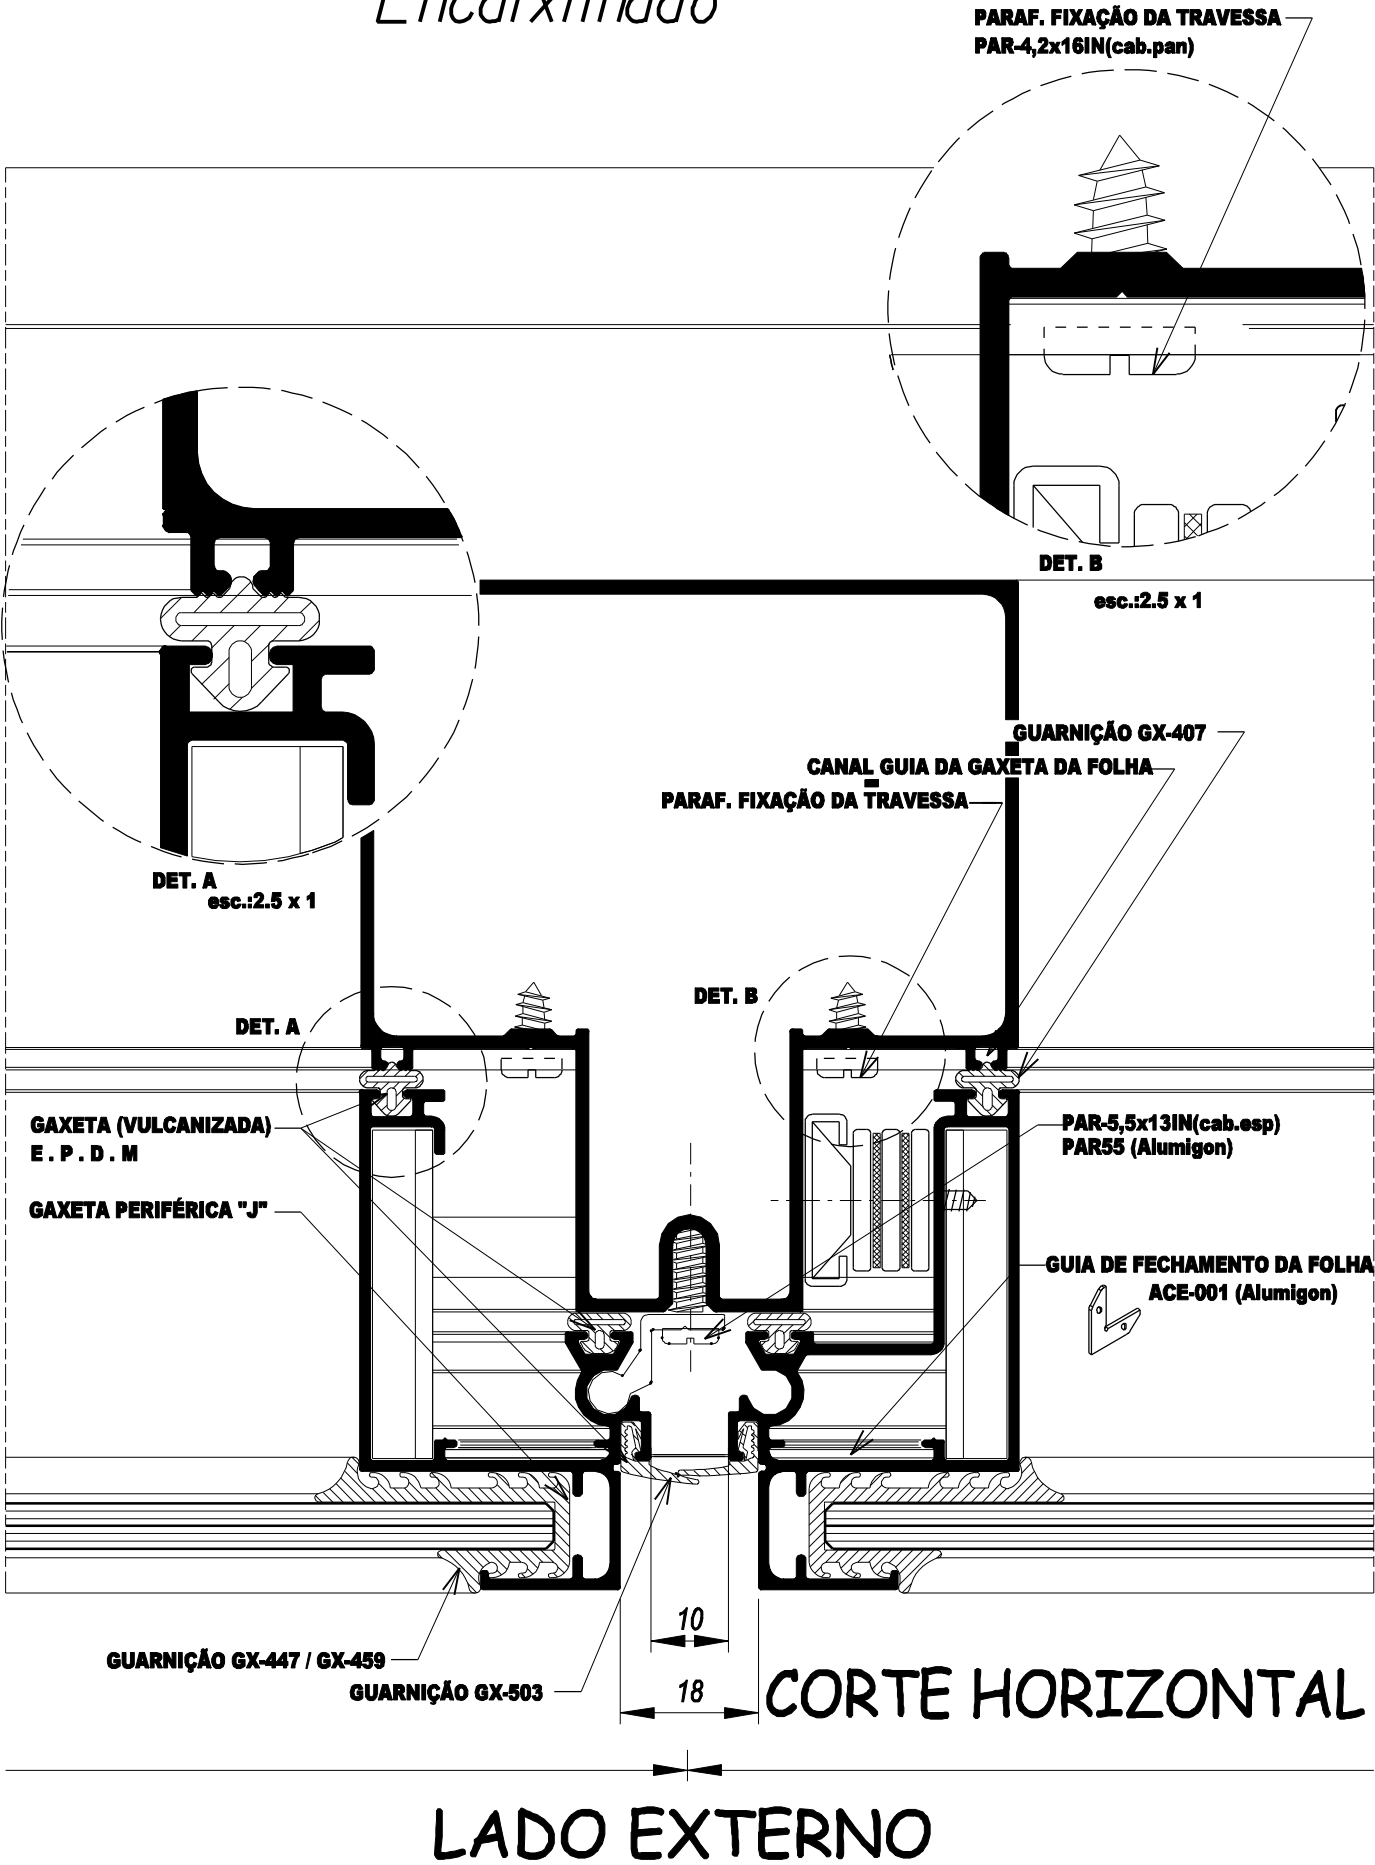 Encaixilhado
PARAF. FIXAÇÃO DA TRAVESSA
PAR-4,2x16IN(cab.pan)
DET. B
esc.:2.5 x 1
GUARNIÇÃO GX-407
CANAL GUIA DA GAXETA DA FOLHA
PARAF. FIXAÇÃO DA TRAVESSA
DET. A
esc.:2.5 x 1
DET. B
DET. A
GAXETA (VULCANIZADA)
E . P . D . M
PAR-5,5x13IN(cab.esp)
PAR55 (Alumigon)
GAXETA PERIFÉRICA "J"
GUIA DE FECHAMENTO DA FOLHA
ACE-001 (Alumigon)
10
GUARNIÇÃO GX-447 / GX-459
GUARNIÇÃO GX-503
18
CORTE HORIZONTAL
LADO EXTERNO